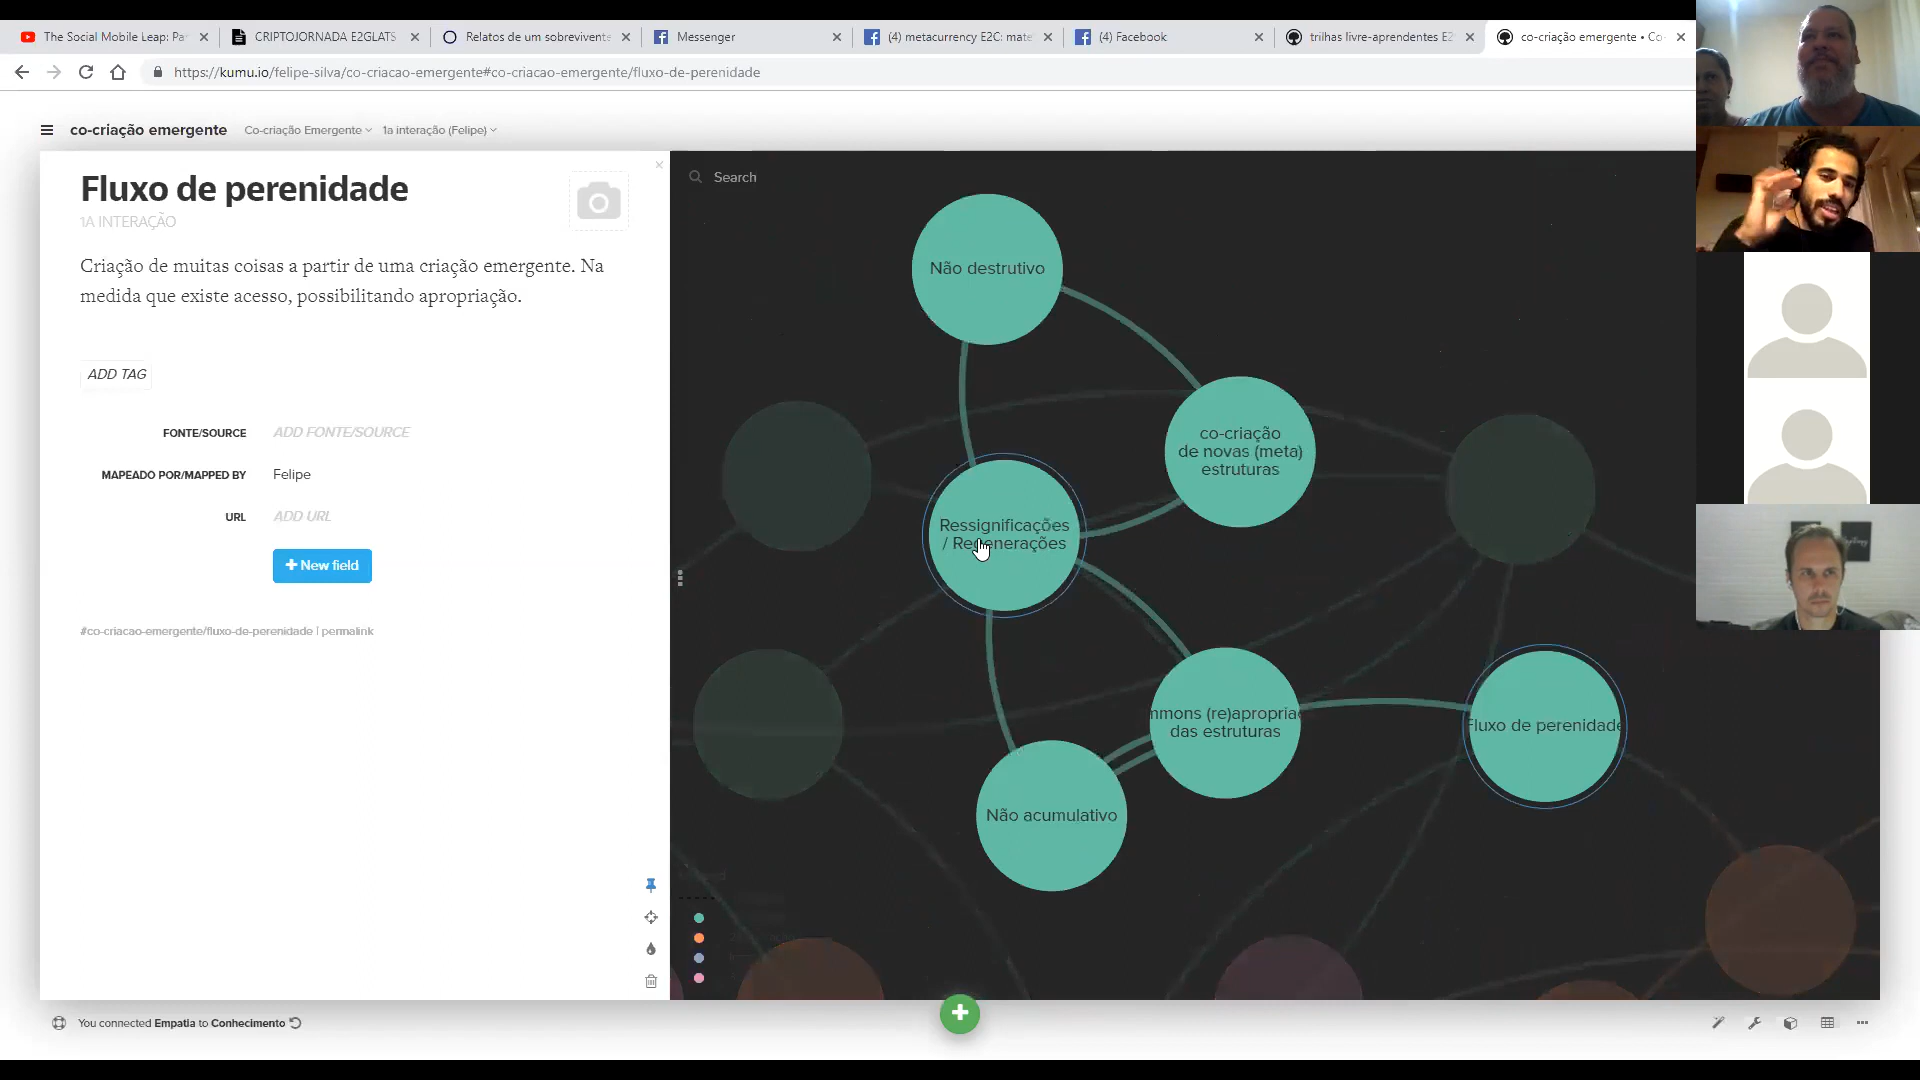 The Social Mobile Leap: Pa
CRIPTOJORNADA E2GLATS
Relatos de um sobrevivente
Messenger
(4) metacurrency E2C: mate
(4) Facebook
trilhas livre-aprendentes E2
co-criação emergente • Co
https://kumu.io/felipe-silva/co-criacao-emergente#co-criacao-emergente/fluxo-de-perenidade
co-criação emergente
Co-criação Emergente
1a interação (Felipe)
Fluxo de perenidade
1A INTERAÇÃO
Criação de muitas coisas a partir de uma criação emergente. Na
medida que existe acesso, possibilitando apropriação.
ADD TAG
FONTE/SOURCE
ADD FONTE/SOURCE
MAPEADO POR/MAPPED BY
Felipe
URL
ADD URL
New field
#co-criacao-emergente/fluxo-de-perenidade | permalink
Search
Não destrutivo
co-criação
de novas (meta)
estruturas
Ressignificações
/ Regenerações
mmons (re)apropria
das estruturas
Fluxo de perenidade
Não acumulativo
You connected Empatia to Conhecimento